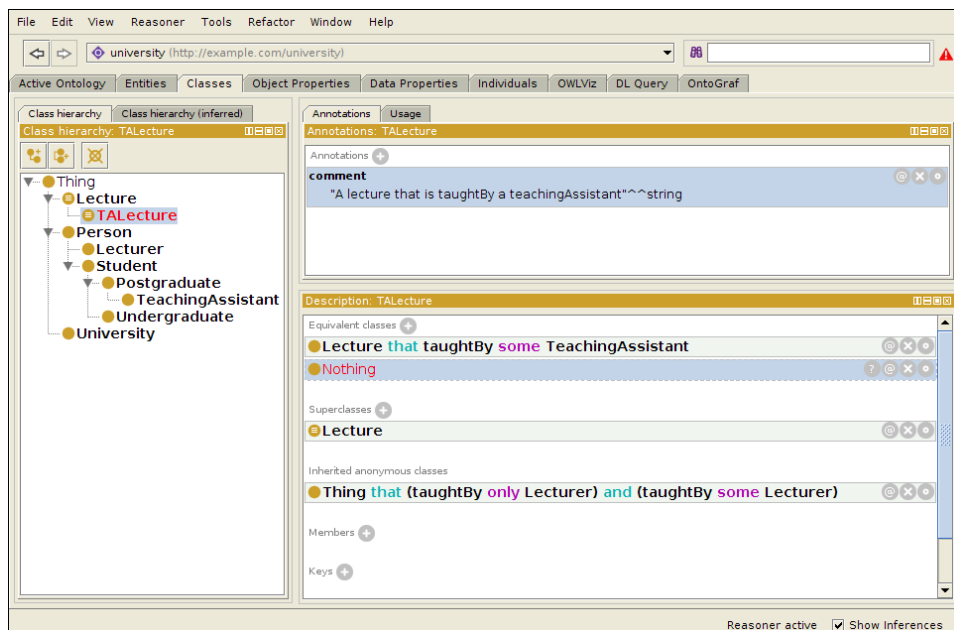 File Edit View Reasoner Tools Refactor Window Help
university (http://example.com/university)
Active Ontology Entities Classes Object Properties Data Properties Individuals OWLViz DL Query OntoGraf
Class hierarchy Class hierarchy (inferred)
Class hierarchy: TALecture
Thing
Lecture
TALecture
Person
Lecturer
Student
Postgraduate
TeachingAssistant
Undergraduate
University
Annotations Usage
Annotations: TALecture
Annotations
comment
"A lecture that is taughtBy a teachingAssistant"^^string
Description: TALecture
Equivalent classes
Lecture that taughtBy some TeachingAssistant
Nothing
Superclasses
Lecture
Inherited anonymous classes
Thing that (taughtBy only Lecturer) and (taughtBy some Lecturer)
Members
Keys
Reasoner active Show Inferences